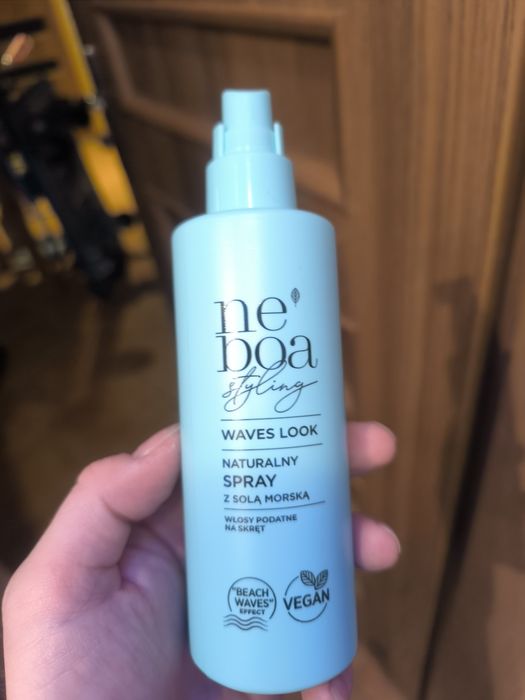 ne
boa
styling
WAVES LOOK
NATURALNY
SPRAY
Z SOLĄ MORSKĄ
WŁOSY PODATNE
NA SKRĘT
"BEACH
WAVES"
EFFECT
VEGAN